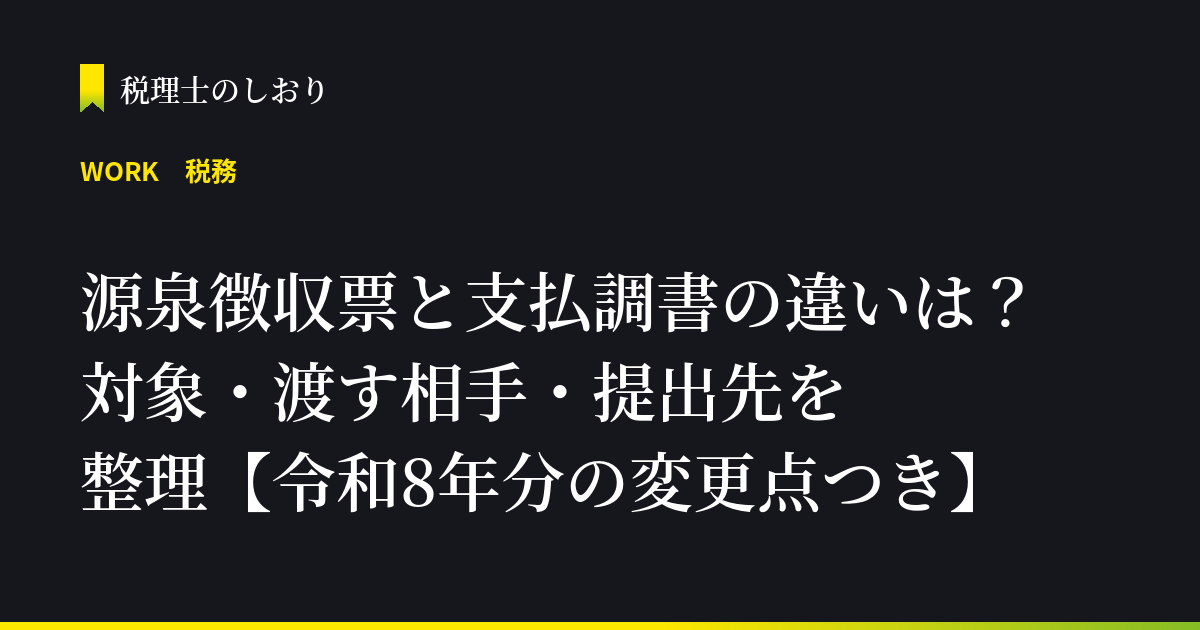 税理士のしおり
WORK　税務
源泉徴収票と支払調書の違いは？
対象・渡す相手・提出先を
整理【令和8年分の変更点つき】